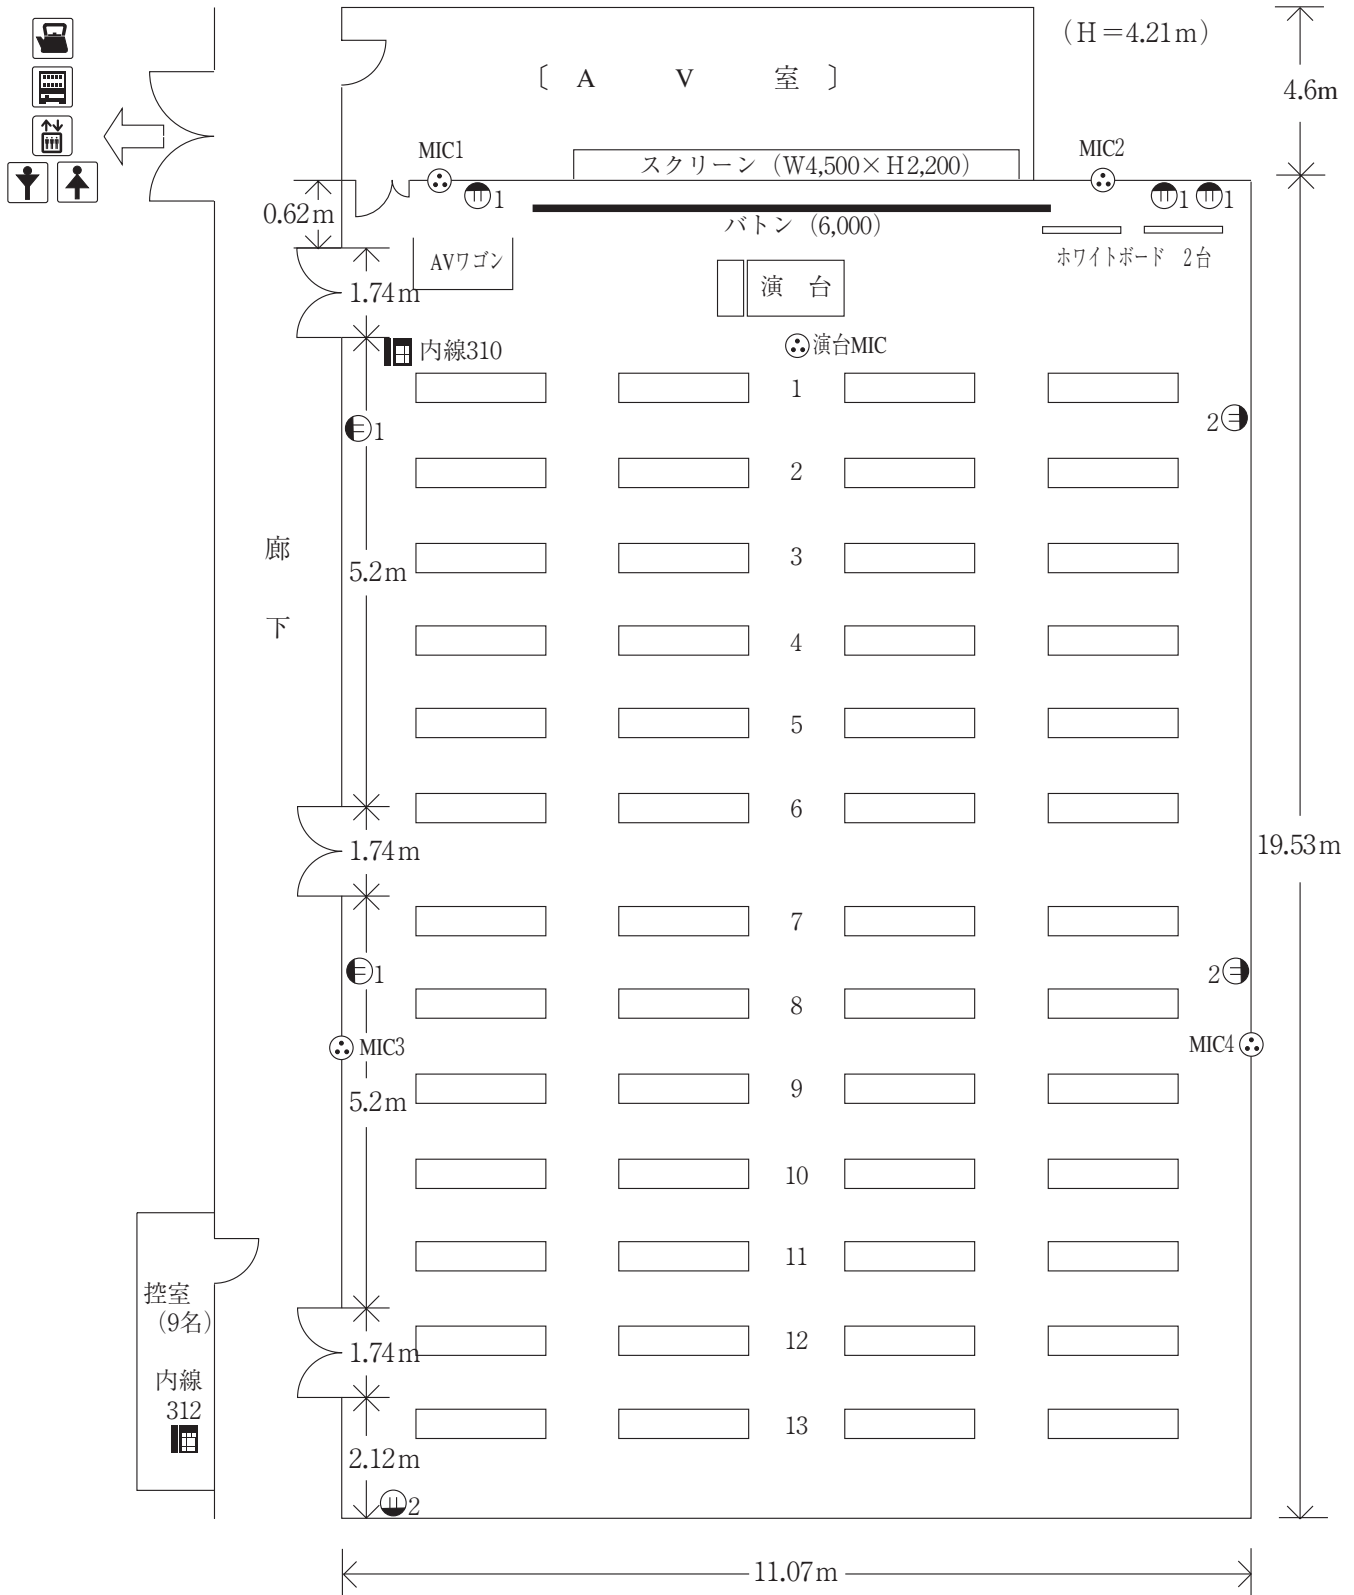 （H＝4.21m）
〔 A V 室 〕
4.6m
MIC1
MIC2
スクリーン（W4,500×H2,200）
1
1
1
0.62m
バトン（6,000）
AVワゴン
ホワイトボード 2台
1.74m
演 台
内線310
演台MIC
1
1
2
2
廊
下
3
5.2m
4
5
6
1.74m
19.53m
7
1
2
8
MIC3
MIC4
9
5.2m
10
11
控室
（9名）
12
1.74m
内線
312
13
2.12m
2
11.07m